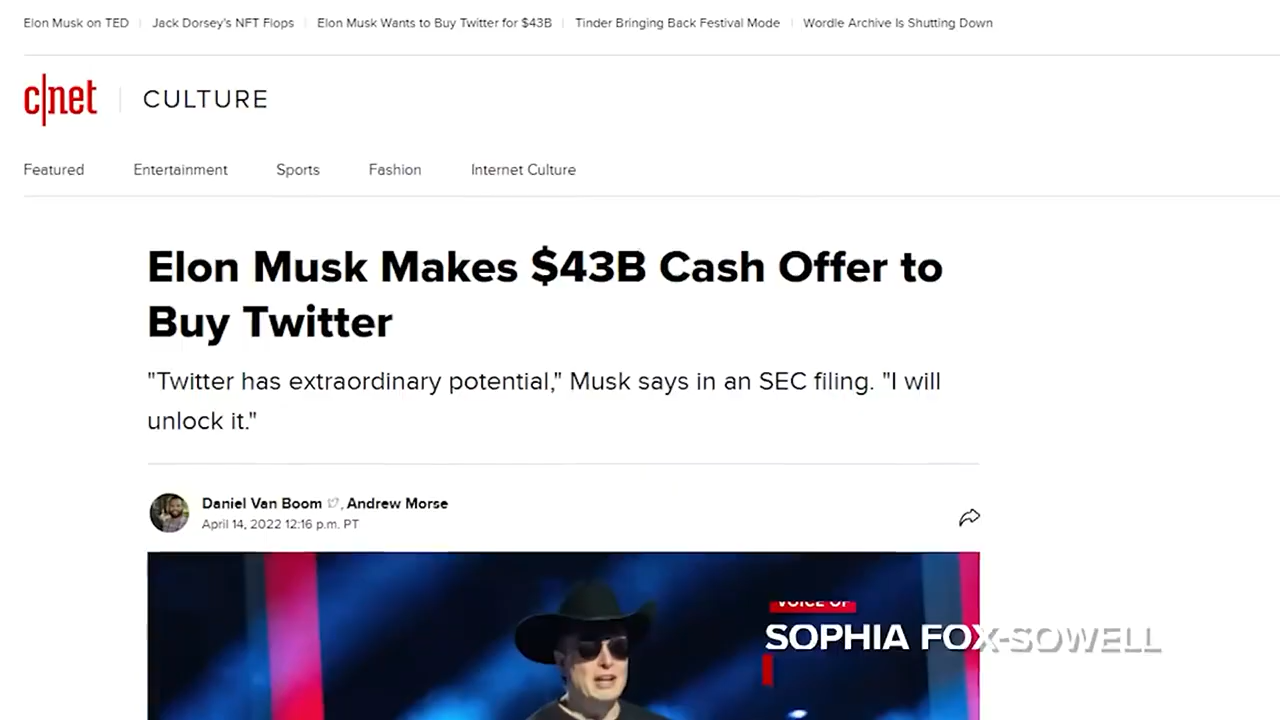 Elon Musk on TED Jack Dorsey's NFT Flops Elon Musk Wants to Buy Twitter for $43B Tinder Bringing Back Festival Mode Wordle Archive Is Shutting Down
c|net CULTURE
Featured Entertainment Sports Fashion Internet Culture
Elon Musk Makes $43B Cash Offer to
Buy Twitter
"Twitter has extraordinary potential," Musk says in an SEC filing. "I will
unlock it."
Daniel Van Boom , Andrew Morse
April 14, 2022 12:16 p.m. PT
VOICE OF
SOPHIA FOX-SOWELL